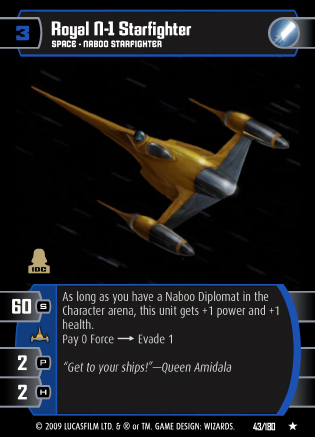 3
Royal N-1 Starfighter
SPACE • NABOO STARFIGHTER
IDC
60 S
As long as you have a Naboo Diplomat in the
Character arena, this unit gets +1 power and +1
health.
Pay 0 Force → Evade 1
2 P
“Get to your ships!”—Queen Amidala
2 H
© 2009 LUCASFILM LTD. & ® or TM. GAME DESIGN: WIZARDS.
43/180